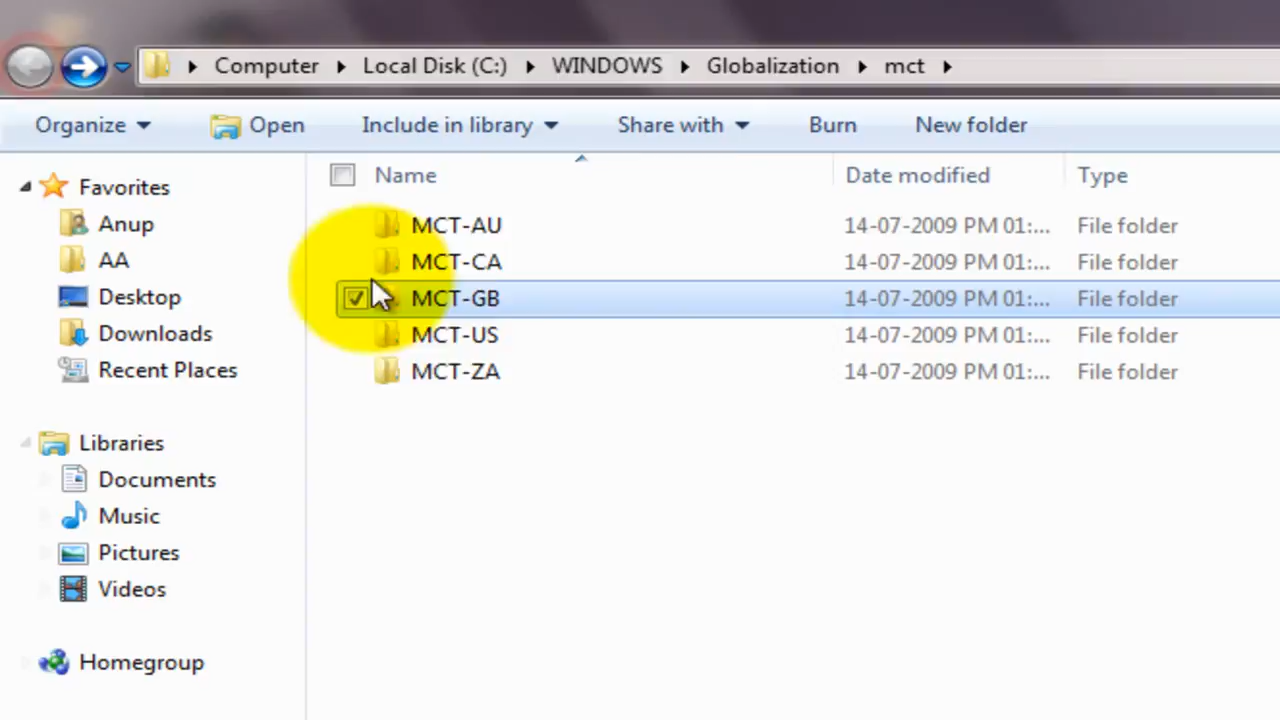 Computer Local Disk (C:) WINDOWS Globalization mct
Organize Open Include in library Share with Burn New folder
Name Date modified Type
Favorites
Anup
AA
Desktop
Downloads
Recent Places
Libraries
Documents
Music
Pictures
Videos
Homegroup
MCT-AU 14-07-2009 PM 01:... File folder
MCT-CA 14-07-2009 PM 01:... File folder
MCT-GB 14-07-2009 PM 01:... File folder
MCT-US 14-07-2009 PM 01:... File folder
MCT-ZA 14-07-2009 PM 01:... File folder